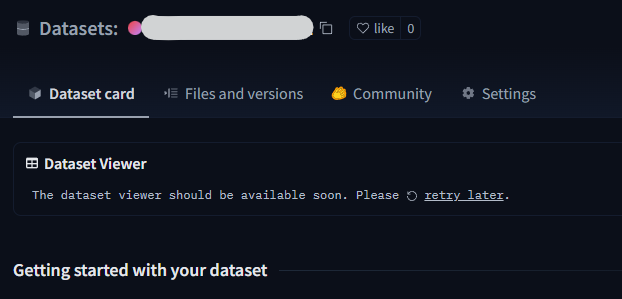 Datasets:
like 0
Dataset card Files and versions Community Settings
Dataset Viewer
The dataset viewer should be available soon. Please retry later.
Getting started with your dataset